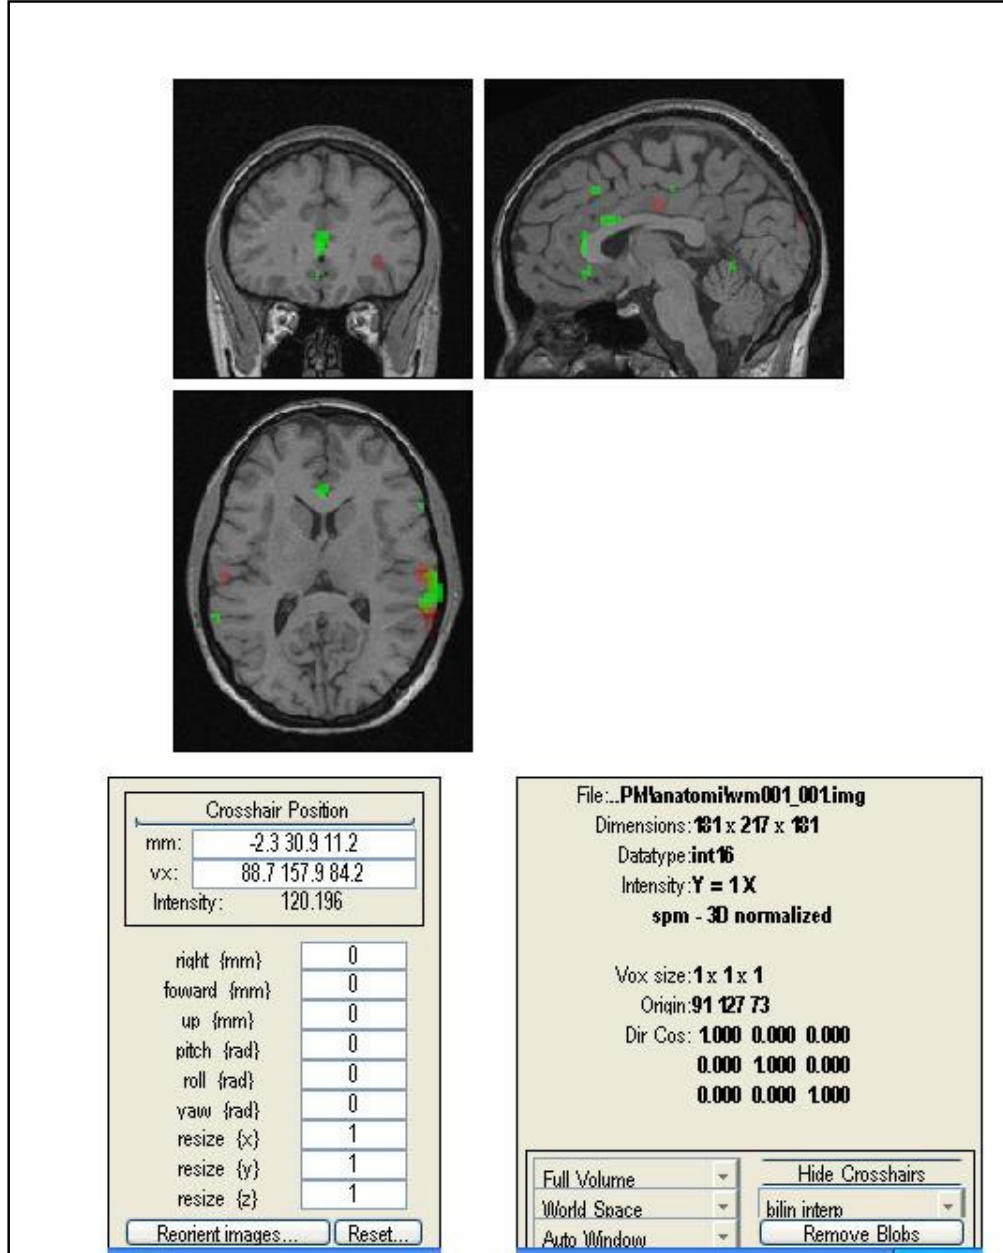 Crosshair Position
mm: -2.3 30.9 11.2
vx: 88.7 157.9 84.2
Intensity: 120.196
right {mm} 0
foward {mm} 0
up {mm} 0
pitch {rad} 0
roll {rad} 0
yaw {rad} 0
resize {x} 1
resize {y} 1
resize {z} 1
Reorient images... Reset...
File:..PM\anatomi\wm001_001.img
Dimensions: 181 x 217 x 181
Datatype: int16
Intensity: Y = 1 X
spm - 3D normalized
Vox size: 1 x 1 x 1
Origin: 91 127 73
Dir Cos: 1.000 0.000 0.000
0.000 1.000 0.000
0.000 0.000 1.000
Full Volume Hide Crosshairs
World Space bilin interp
Auto Window Remove Blobs